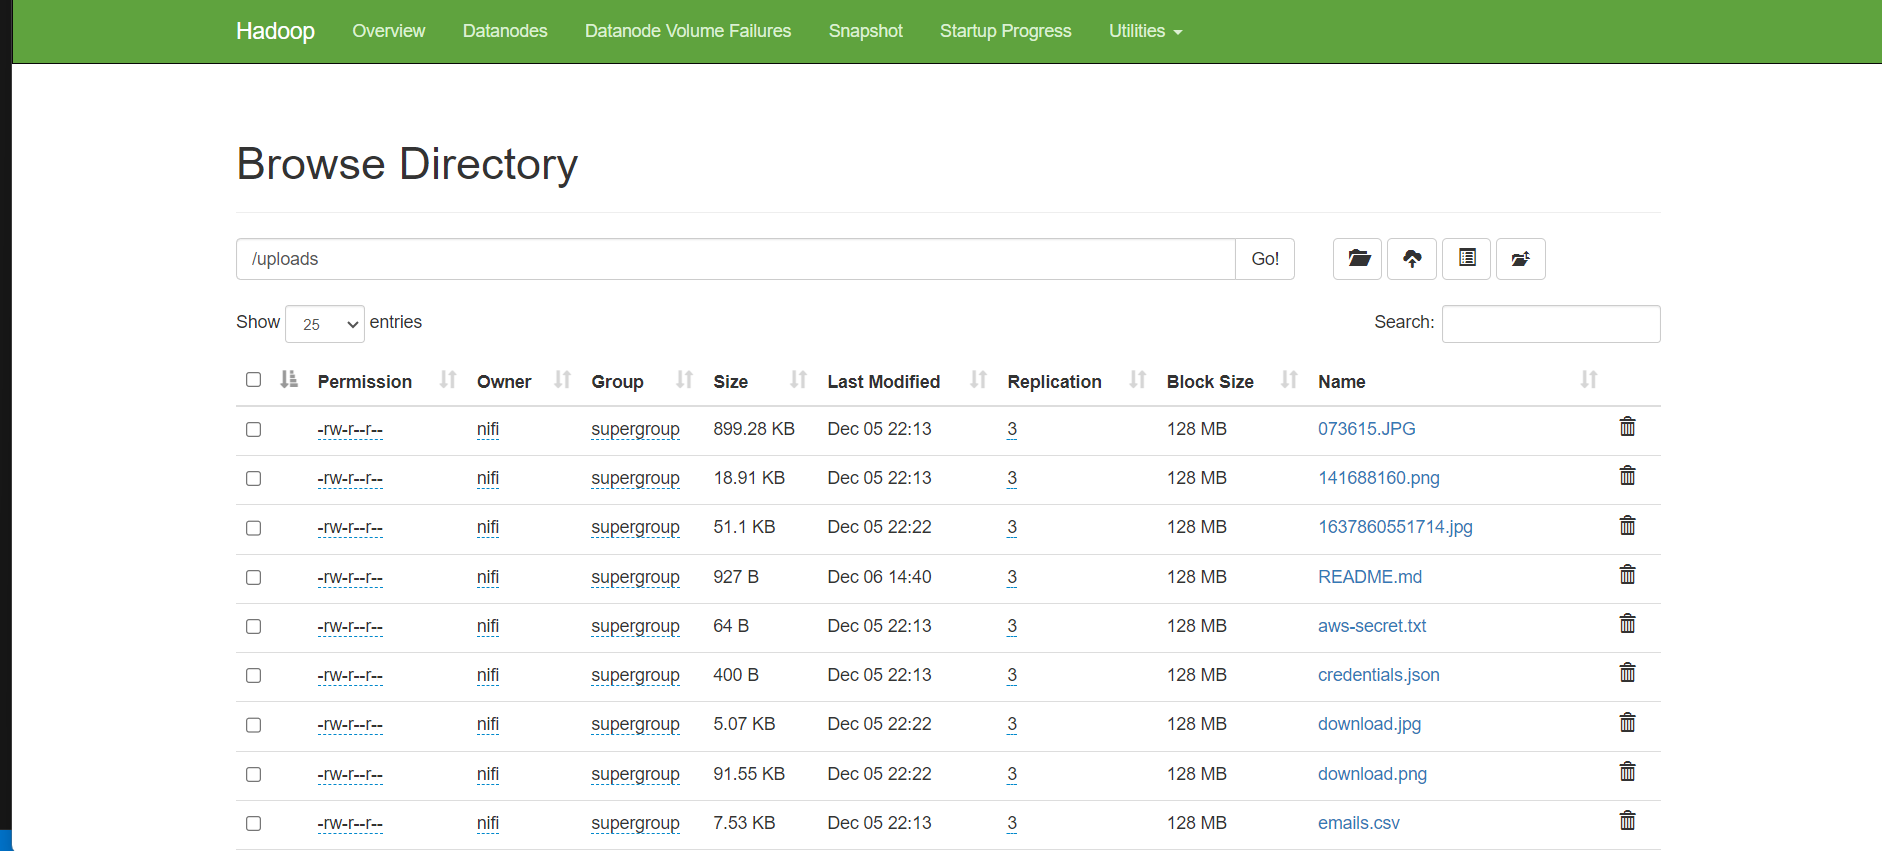 Hadoop Overview Datanodes Datanode Volume Failures Snapshot Startup Progress Utilities
Browse Directory
/uploads Go!
Show 25 entries Search:
Permission Owner Group Size Last Modified Replication Block Size Name
-rw-r--r-- nifi supergroup 899.28 KB Dec 05 22:13 3 128 MB 073615.JPG
-rw-r--r-- nifi supergroup 18.91 KB Dec 05 22:13 3 128 MB 141688160.png
-rw-r--r-- nifi supergroup 51.1 KB Dec 05 22:22 3 128 MB 1637860551714.jpg
-rw-r--r-- nifi supergroup 927 B Dec 06 14:40 3 128 MB README.md
-rw-r--r-- nifi supergroup 64 B Dec 05 22:13 3 128 MB aws-secret.txt
-rw-r--r-- nifi supergroup 400 B Dec 05 22:13 3 128 MB credentials.json
-rw-r--r-- nifi supergroup 5.07 KB Dec 05 22:22 3 128 MB download.jpg
-rw-r--r-- nifi supergroup 91.55 KB Dec 05 22:22 3 128 MB download.png
-rw-r--r-- nifi supergroup 7.53 KB Dec 05 22:13 3 128 MB emails.csv